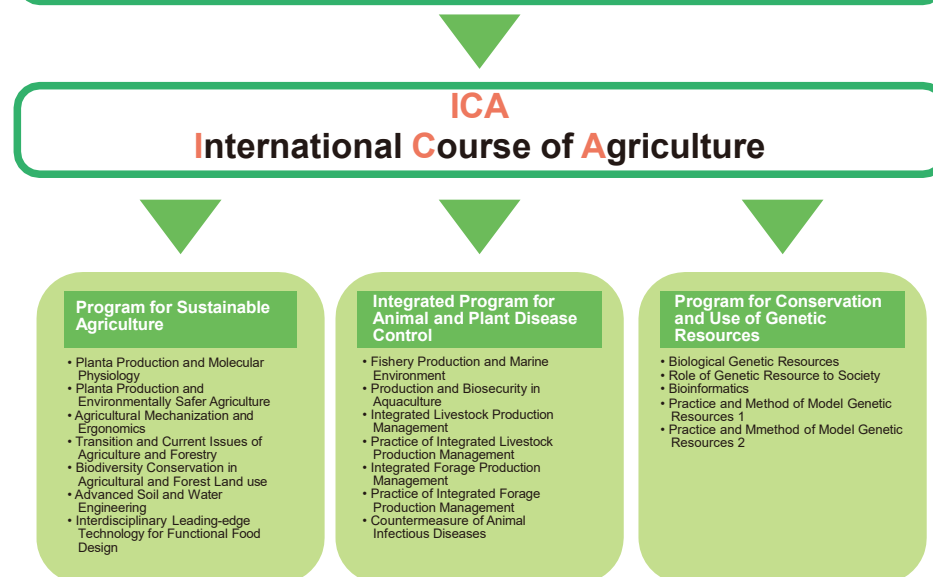 ICA
International Course of Agriculture
Program for Sustainable
Agriculture
• Planta Production and Molecular
Physiology
• Planta Production and
Environmentally Safer Agriculture
• Agricultural Mechanization and
Ergonomics
• Transition and Current Issues of
Agriculture and Forestry
• Biodiversity Conservation in
Agricultural and Forest Land use
• Advanced Soil and Water
Engineering
• Interdisciplinary Leading-edge
Technology for Functional Food
Design
Integrated Program for
Animal and Plant Disease
Control
• Fishery Production and Marine
Environment
• Production and Biosecurity in
Aquaculture
• Integrated Livestock Production
Management
• Practice of Integrated Livestock
Production Management
• Integrated Forage Production
Management
• Practice of Integrated Forage
Production Management
• Countermeasure of Animal
Infectious Diseases
Program for Conservation
and Use of Genetic
Resources
• Biological Genetic Resources
• Role of Genetic Resource to Society
• Bioinformatics
• Practice and Method of Model Genetic
Resources 1
• Practice and Mmethod of Model Genetic
Resources 2